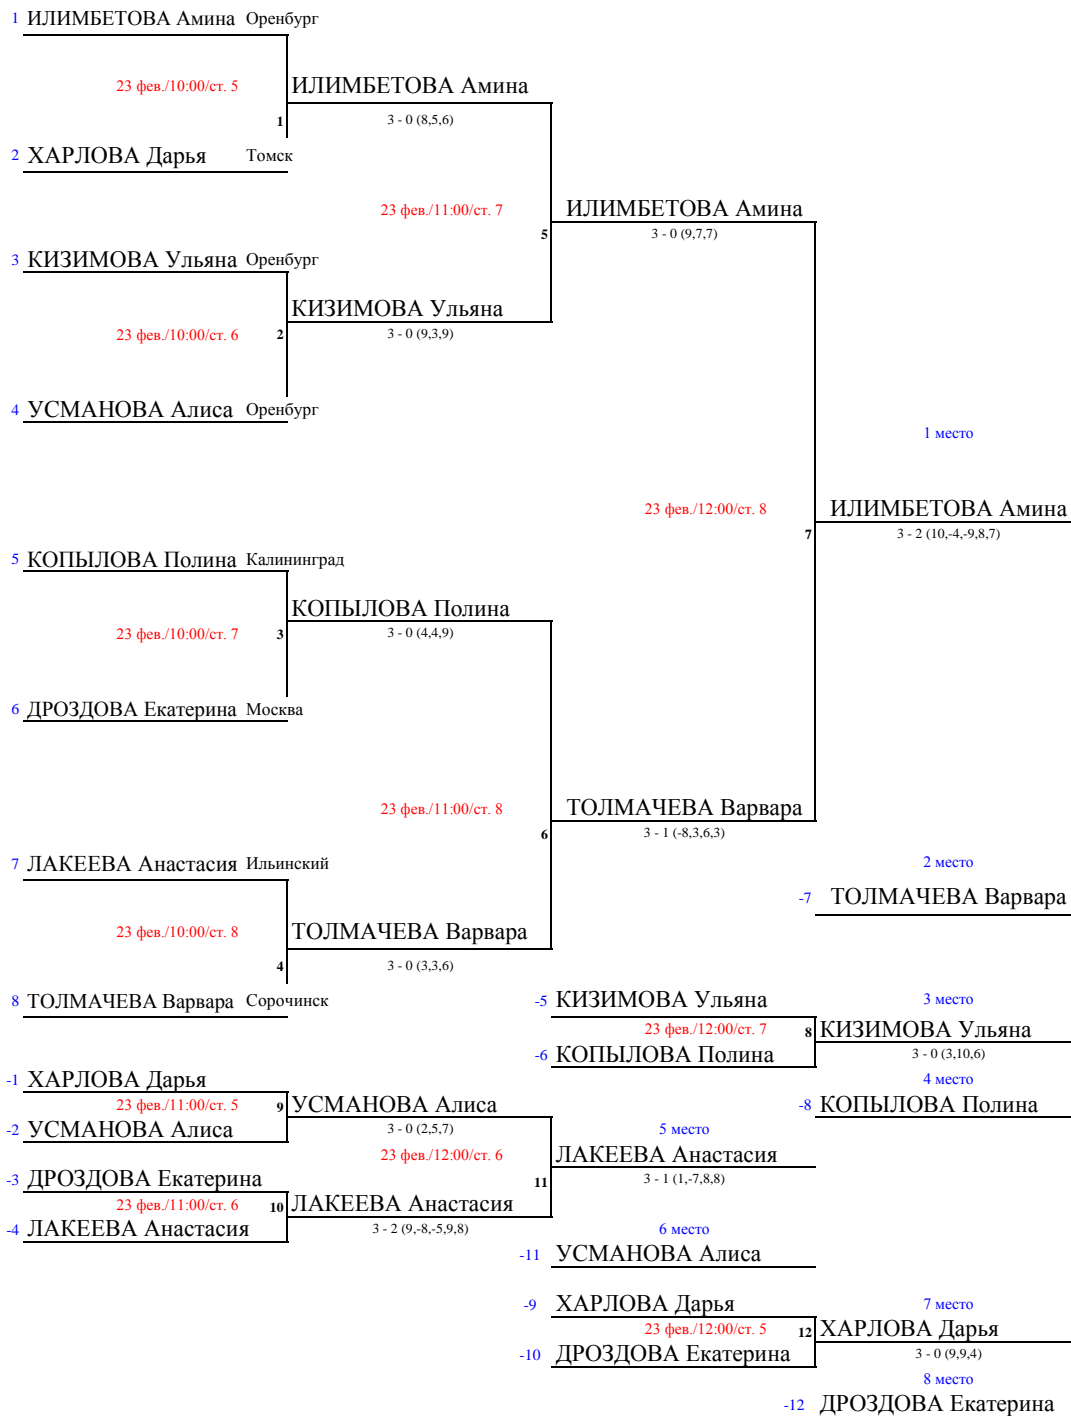 1 ИЛИМБЕТОВА Амина Оренбург
23 фев./10:00/ст. 5 ИЛИМБЕТОВА Амина
1 3 - 0 (8,5,6)
2 ХАРЛОВА Дарья Томск
23 фев./11:00/ст. 7 ИЛИМБЕТОВА Амина
5 3 - 0 (9,7,7)
3 КИЗИМОВА Ульяна Оренбург
КИЗИМОВА Ульяна
23 фев./10:00/ст. 6 2 3 - 0 (9,3,9)
4 УСМАНОВА Алиса Оренбург
1 место
23 фев./12:00/ст. 8 ИЛИМБЕТОВА Амина
7 3 - 2 (10,-4,-9,8,7)
5 КОПЫЛОВА Полина Калининград
КОПЫЛОВА Полина
23 фев./10:00/ст. 7 3 3 - 0 (4,4,9)
6 ДРОЗДОВА Екатерина Москва
23 фев./11:00/ст. 8 ТОЛМАЧЕВА Варвара
6 3 - 1 (-8,3,6,3)
7 ЛАКЕЕВА Анастасия Ильинский
2 место
-7 ТОЛМАЧЕВА Варвара
23 фев./10:00/ст. 8 ТОЛМАЧЕВА Варвара
4 3 - 0 (3,3,6)
8 ТОЛМАЧЕВА Варвара Сорочинск
-5 КИЗИМОВА Ульяна 3 место
23 фев./12:00/ст. 7 8 КИЗИМОВА Ульяна
-6 КОПЫЛОВА Полина 3 - 0 (3,10,6)
-1 ХАРЛОВА Дарья 4 место
23 фев./11:00/ст. 5 9 УСМАНОВА Алиса -8 КОПЫЛОВА Полина
-2 УСМАНОВА Алиса 3 - 0 (2,5,7) 5 место
23 фев./12:00/ст. 6 ЛАКЕЕВА Анастасия
-3 ДРОЗДОВА Екатерина 11 3 - 1 (1,-7,8,8)
23 фев./11:00/ст. 6 10 ЛАКЕЕВА Анастасия
-4 ЛАКЕЕВА Анастасия 3 - 2 (9,-8,-5,9,8) 6 место
-11 УСМАНОВА Алиса
-9 ХАРЛОВА Дарья 7 место
23 фев./12:00/ст. 5 12 ХАРЛОВА Дарья
-10 ДРОЗДОВА Екатерина 3 - 0 (9,9,4)
8 место
-12 ДРОЗДОВА Екатерина